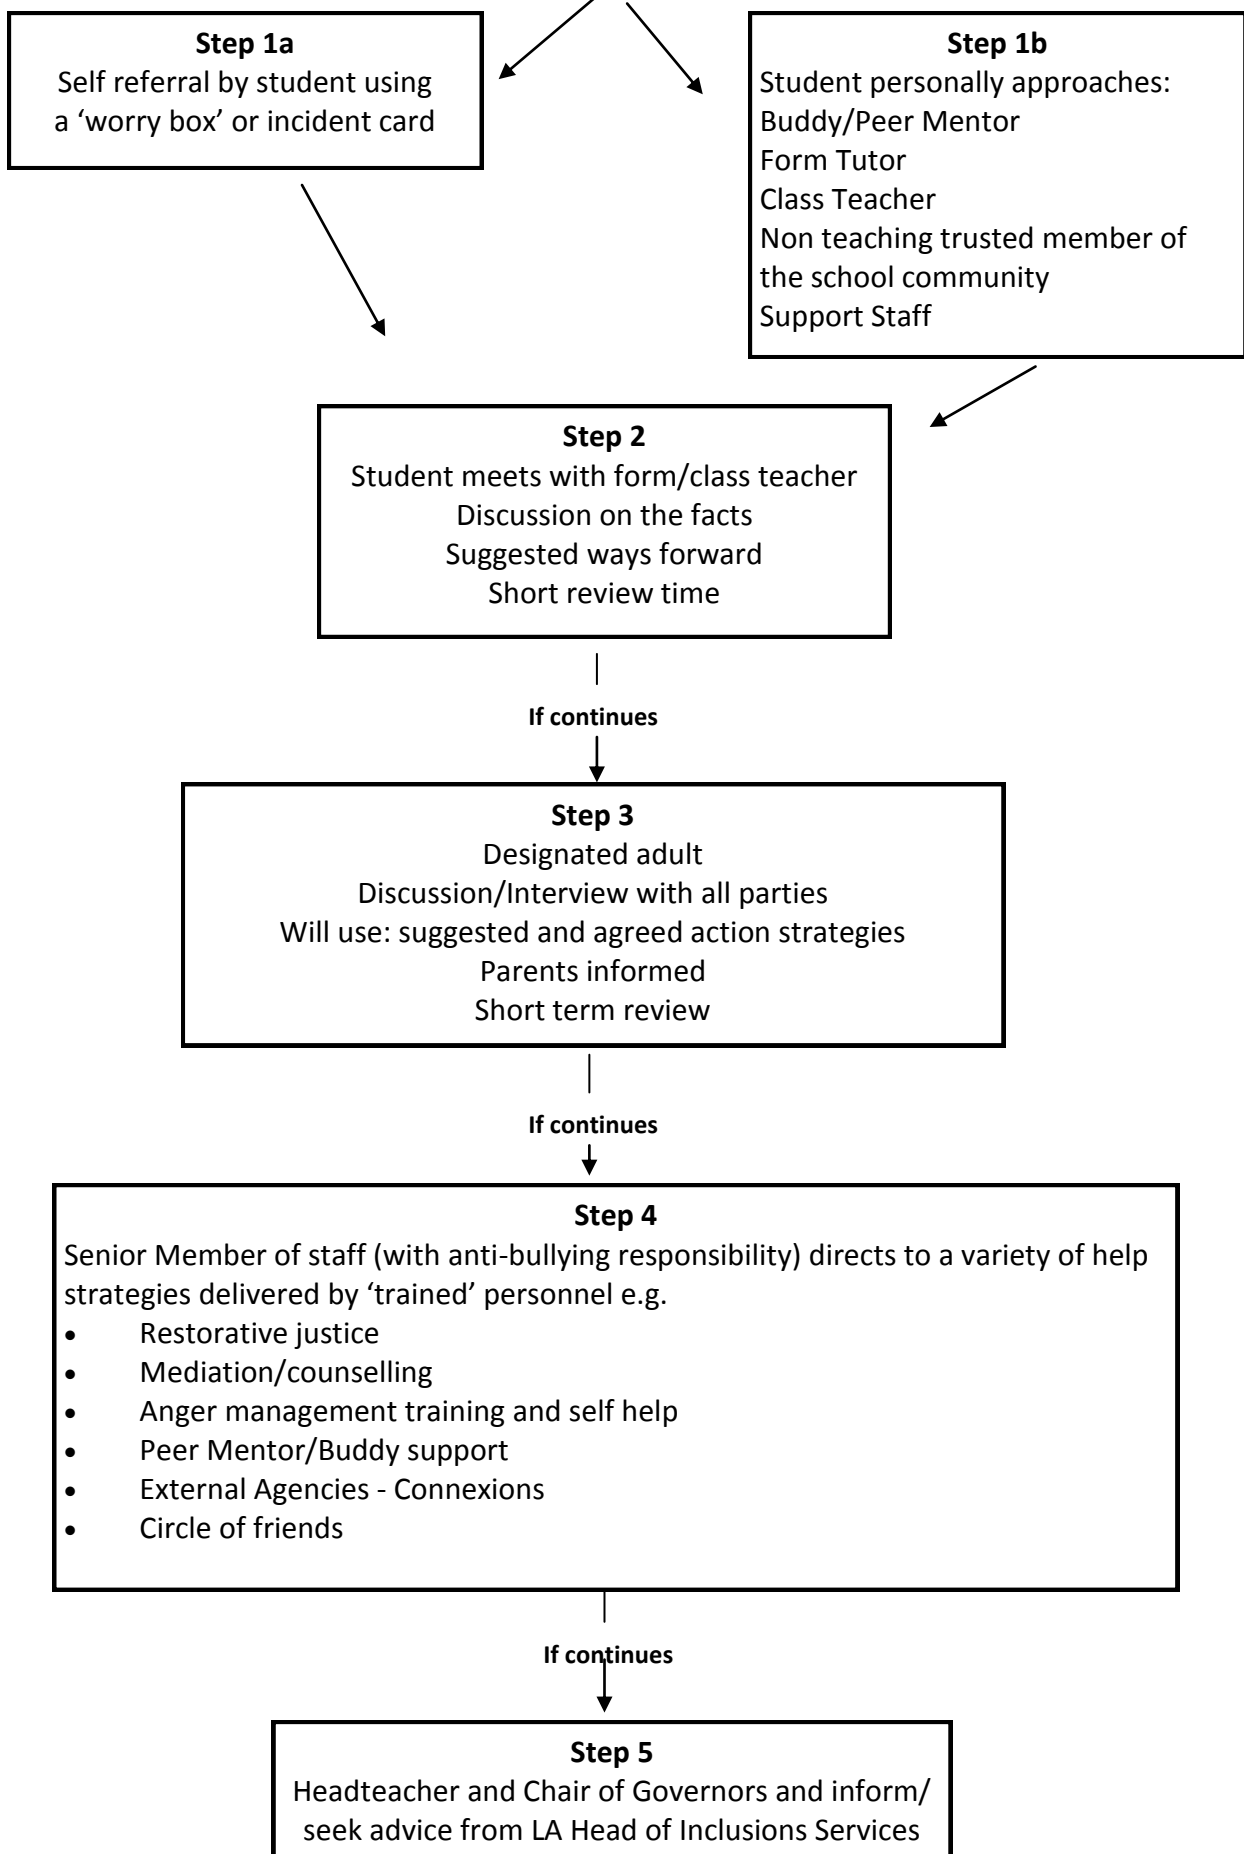 Step 1a
Self referral by student using
a ‘worry box’ or incident card
Step 1b
Student personally approaches:
Buddy/Peer Mentor
Form Tutor
Class Teacher
Non teaching trusted member of
the school community
Support Staff
Step 2
Student meets with form/class teacher
Discussion on the facts
Suggested ways forward
Short review time
If continues
Step 3
Designated adult
Discussion/Interview with all parties
Will use: suggested and agreed action strategies
Parents informed
Short term review
If continues
Step 4
Senior Member of staff (with anti-bullying responsibility) directs to a variety of help
strategies delivered by ‘trained’ personnel e.g.
• Restorative justice
• Mediation/counselling
• Anger management training and self help
• Peer Mentor/Buddy support
• External Agencies - Connexions
• Circle of friends
If continues
Step 5
Headteacher and Chair of Governors and inform/
seek advice from LA Head of Inclusions Services